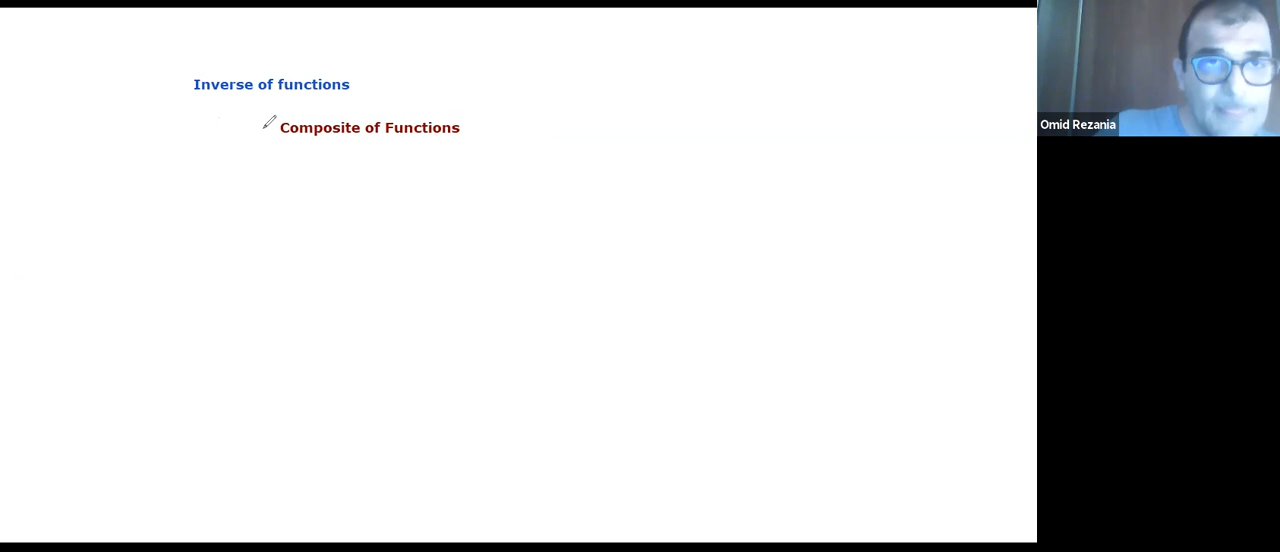 Inverse of functions
Composite of Functions
Omid Rezania